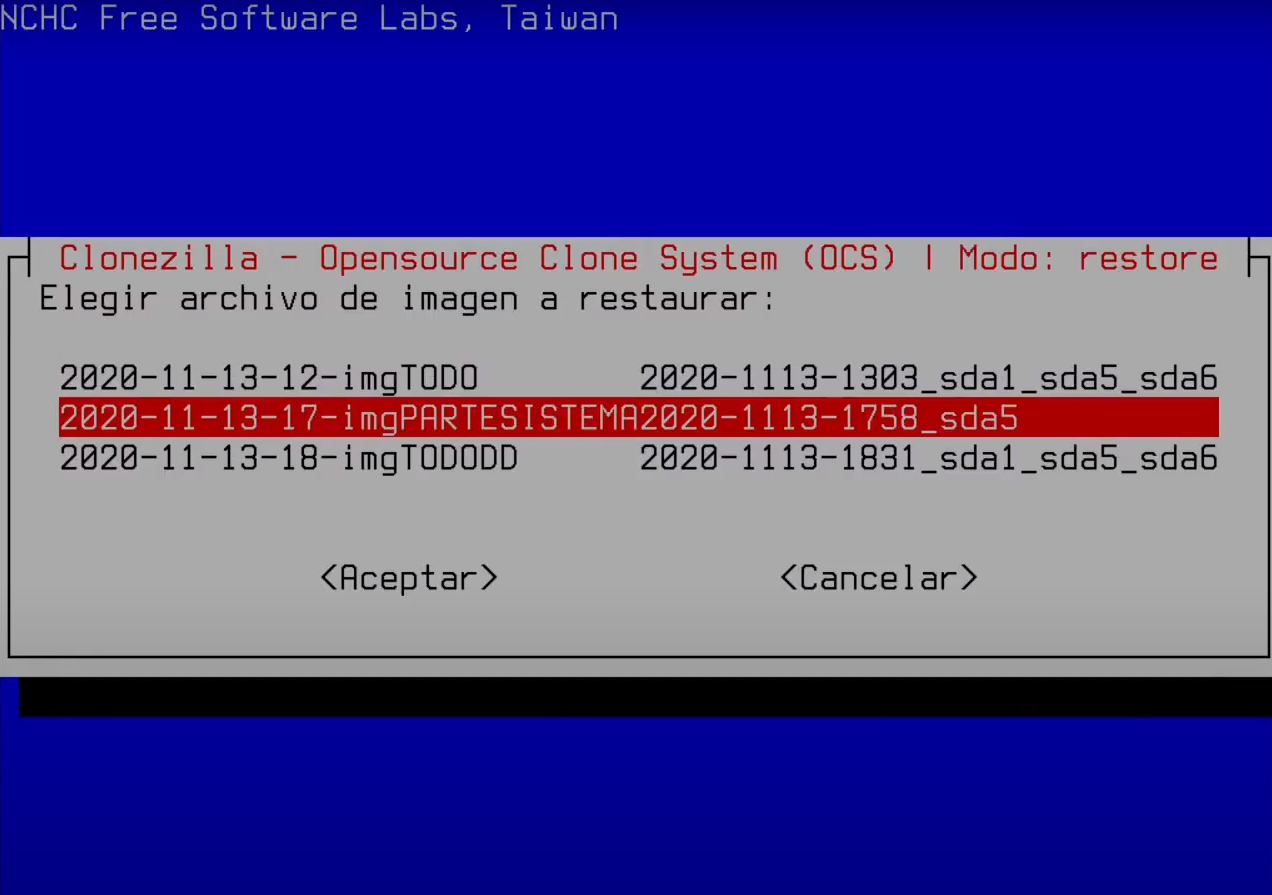 NCHC Free Software Labs, Taiwan
Clonezilla - Opensource Clone System (OCS) | Modo: restore
Elegir archivo de imagen a restaurar:
2020-11-13-12-imgTODO 2020-1113-1303_sda1_sda5_sda6
2020-11-13-17-imgPARTESISTEMA2020-1113-1758_sda5
2020-11-13-18-imgTODODD 2020-1113-1831_sda1_sda5_sda6
<Aceptar> <Cancelar>